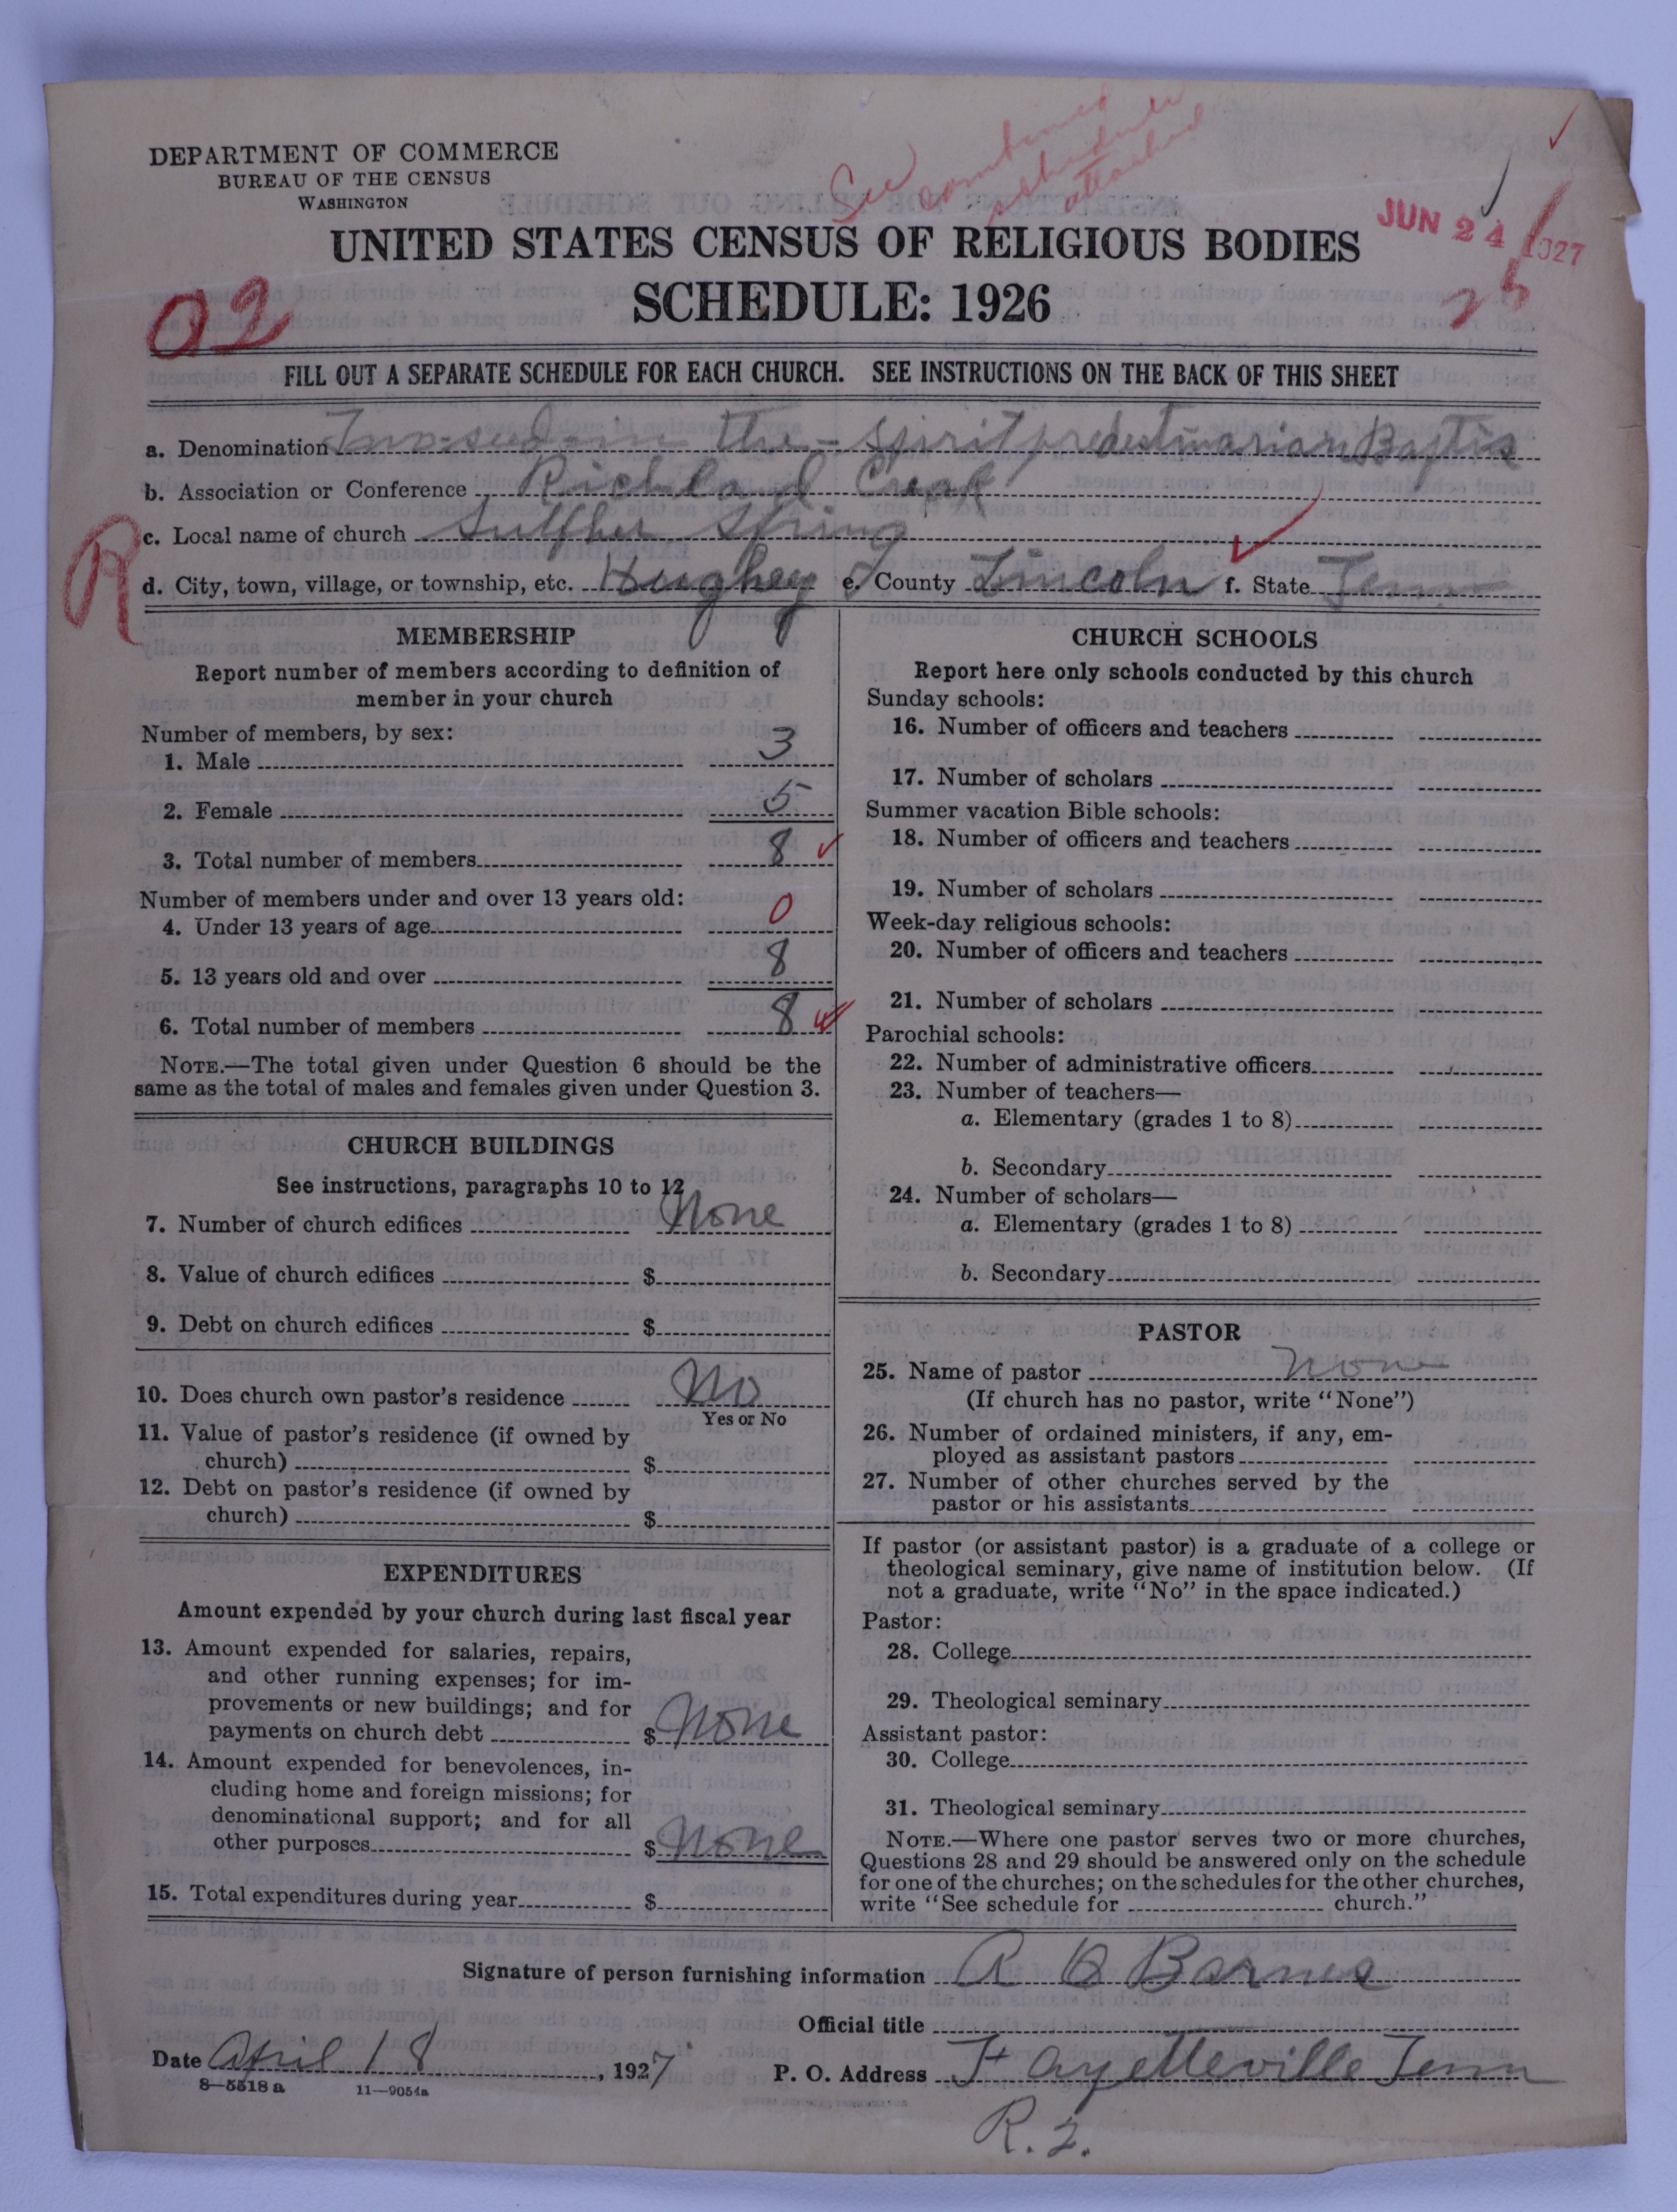 See combined
schedule
attached
DEPARTMENT OF COMMERCE
BUREAU OF THE CENSUS
WASHINGTON
JUN 24 1927
UNITED STATES CENSUS OF RELIGIOUS BODIES
02
SCHEDULE: 1926
FILL OUT A SEPARATE SCHEDULE FOR EACH CHURCH. SEE INSTRUCTIONS ON THE BACK OF THIS SHEET
a. Denomination Two-seed-in the-spirit predestinarian Baptis
b. Association or Conference Richland Creak
R
c. Local name of church Sulfher Spring
d. City, town, village, or township, etc. Hughey e. County Lincoln f. State Tenn
MEMBERSHIP
Report number of members according to definition of
member in your church
Number of members, by sex:
1. Male 3
2. Female 5
3. Total number of members 8
Number of members under and over 13 years old:
4. Under 13 years of age 0
5. 13 years old and over 8
6. Total number of members 8
NOTE.—The total given under Question 6 should be the
same as the total of males and females given under Question 3.
CHURCH BUILDINGS
See instructions, paragraphs 10 to 12
7. Number of church edifices None
8. Value of church edifices $
9. Debt on church edifices $
10. Does church own pastor's residence No
Yes or No
11. Value of pastor's residence (if owned by
church) $
12. Debt on pastor's residence (if owned by
church) $
EXPENDITURES
Amount expended by your church during last fiscal year
13. Amount expended for salaries, repairs,
and other running expenses; for im-
provements or new buildings; and for
payments on church debt $ None
14. Amount expended for benevolences, in-
cluding home and foreign missions; for
denominational support; and for all
other purposes $ None
15. Total expenditures during year $
CHURCH SCHOOLS
Report here only schools conducted by this church
Sunday schools:
16. Number of officers and teachers
17. Number of scholars
Summer vacation Bible schools:
18. Number of officers and teachers
19. Number of scholars
Week-day religious schools:
20. Number of officers and teachers
21. Number of scholars
Parochial schools:
22. Number of administrative officers
23. Number of teachers—
a. Elementary (grades 1 to 8)
b. Secondary
24. Number of scholars—
a. Elementary (grades 1 to 8)
b. Secondary
PASTOR
25. Name of pastor None
(If church has no pastor, write "None")
26. Number of ordained ministers, if any, em-
ployed as assistant pastors
27. Number of other churches served by the
pastor or his assistants
If pastor (or assistant pastor) is a graduate of a college or
theological seminary, give name of institution below. (If
not a graduate, write "No" in the space indicated.)
Pastor:
28. College
29. Theological seminary
Assistant pastor:
30. College
31. Theological seminary
NOTE.—Where one pastor serves two or more churches,
Questions 28 and 29 should be answered only on the schedule
for one of the churches; on the schedules for the other churches,
write "See schedule for church."
Signature of person furnishing information A B Barnes
Official title
Date April 18, 1927 P. O. Address Fayetteville Tenn
8—5518 a 11—9054a
R. 2.